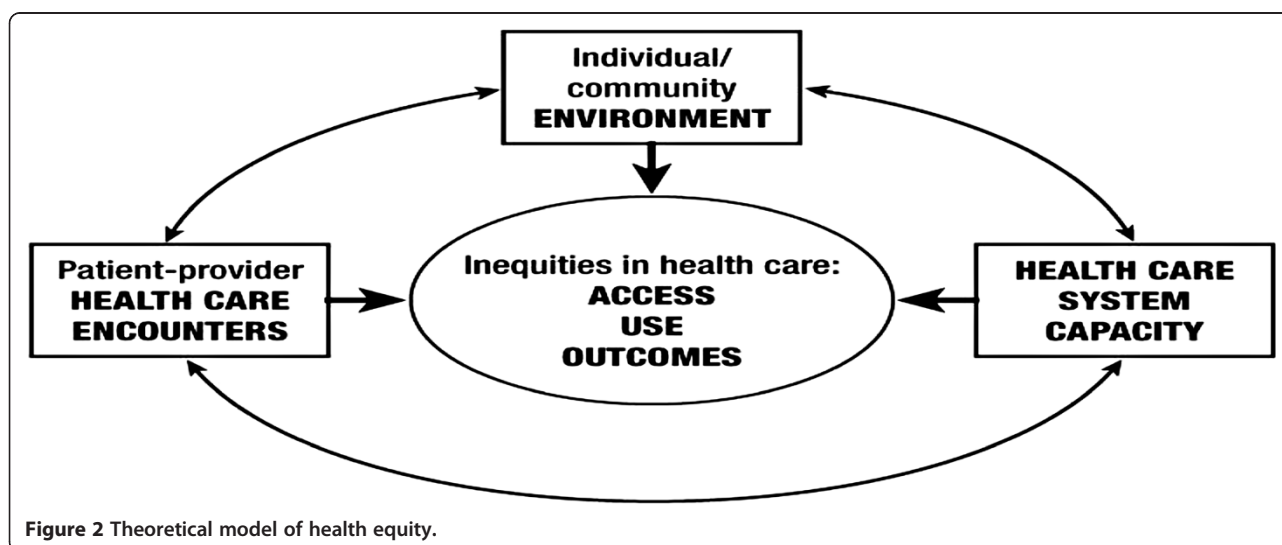 Individual/
community
ENVIRONMENT
Patient-provider
HEALTH CARE
ENCOUNTERS
Inequities in health care:
ACCESS
USE
OUTCOMES
HEALTH CARE
SYSTEM
CAPACITY
Figure 2 Theoretical model of health equity.